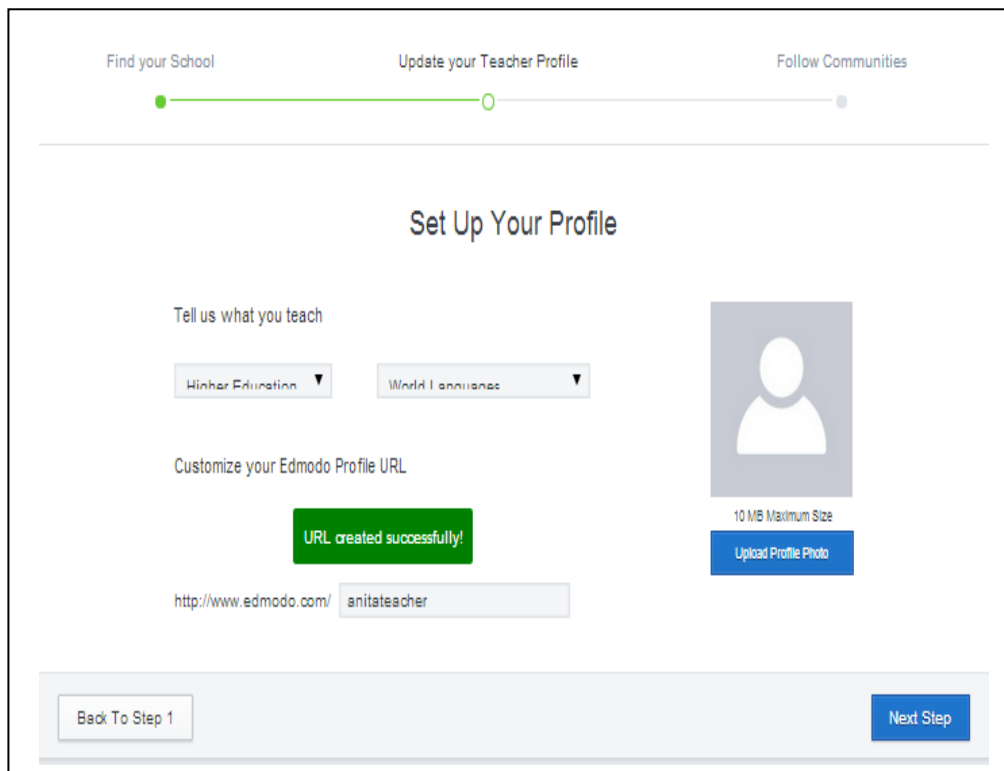 Find your School
Update your Teacher Profile
Follow Communities
Set Up Your Profile
Tell us what you teach
Higher Education
World Languages
Customize your Edmodo Profile URL
URL created successfully!
http://www.edmodo.com/ anitateacher
10 MB Maximum Size
Upload Profile Photo
Back To Step 1
Next Step